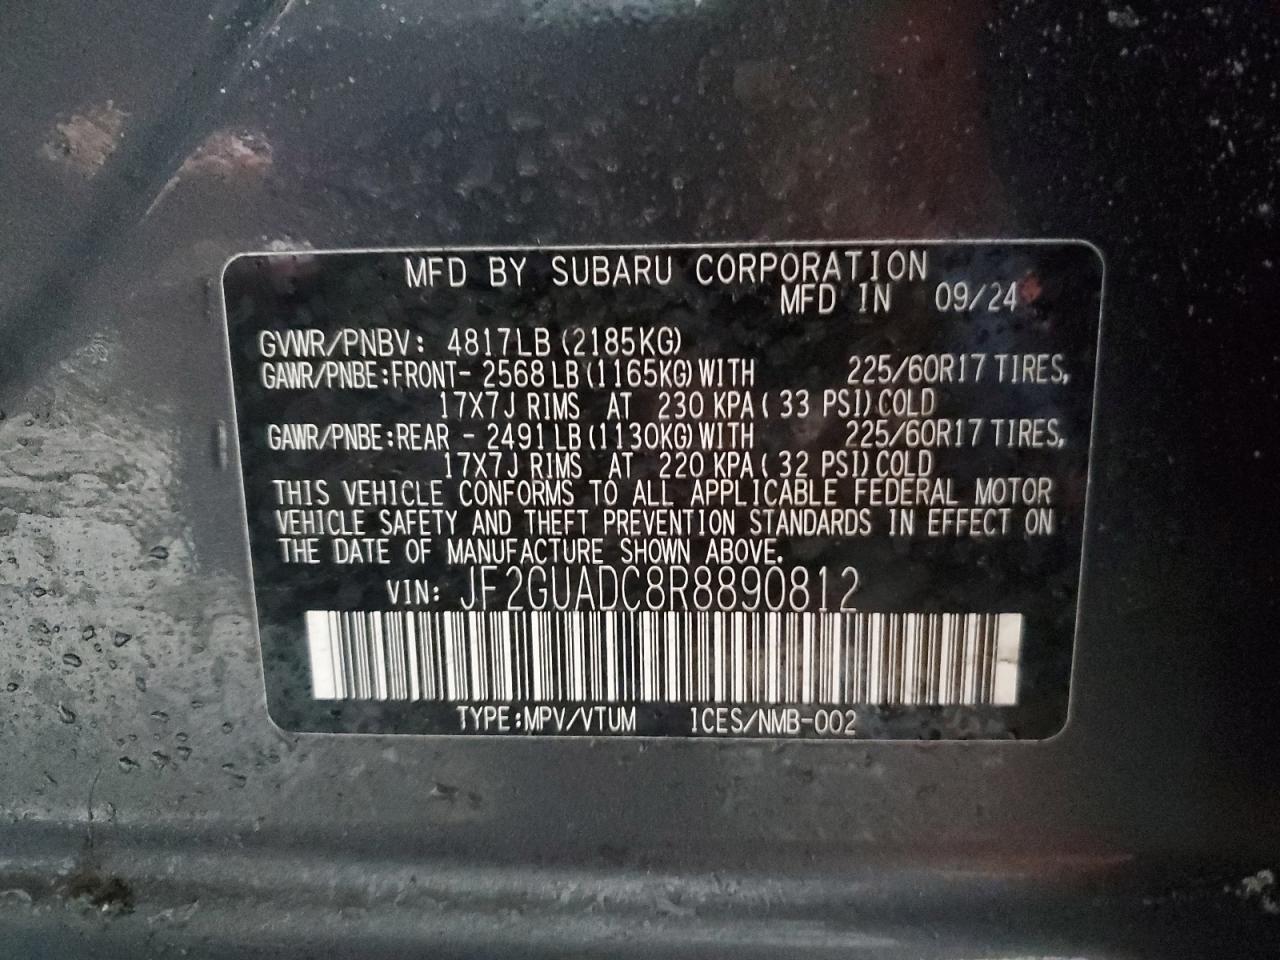 MFD BY SUBARU CORPORATION
MFD IN 09/24
GVWR/PNBV: 4817LB (2185KG)
GAWR/PNBE:FRONT- 2568 LB (1165KG) WITH 225/60R17 TIRES,
17X7J RIMS AT 230 KPA ( 33 PSI) COLD
GAWR/PNBE:REAR - 2491 LB (1130KG) WITH 225/60R17 TIRES,
17X7J RIMS AT 220 KPA ( 32 PSI) COLD
THIS VEHICLE CONFORMS TO ALL APPLICABLE FEDERAL MOTOR
VEHICLE SAFETY AND THEFT PREVENTION STANDARDS IN EFFECT ON
THE DATE OF MANUFACTURE SHOWN ABOVE.
VIN: JF2GUADC8R8890812
TYPE:MPV/VTUM ICES/NMB-002